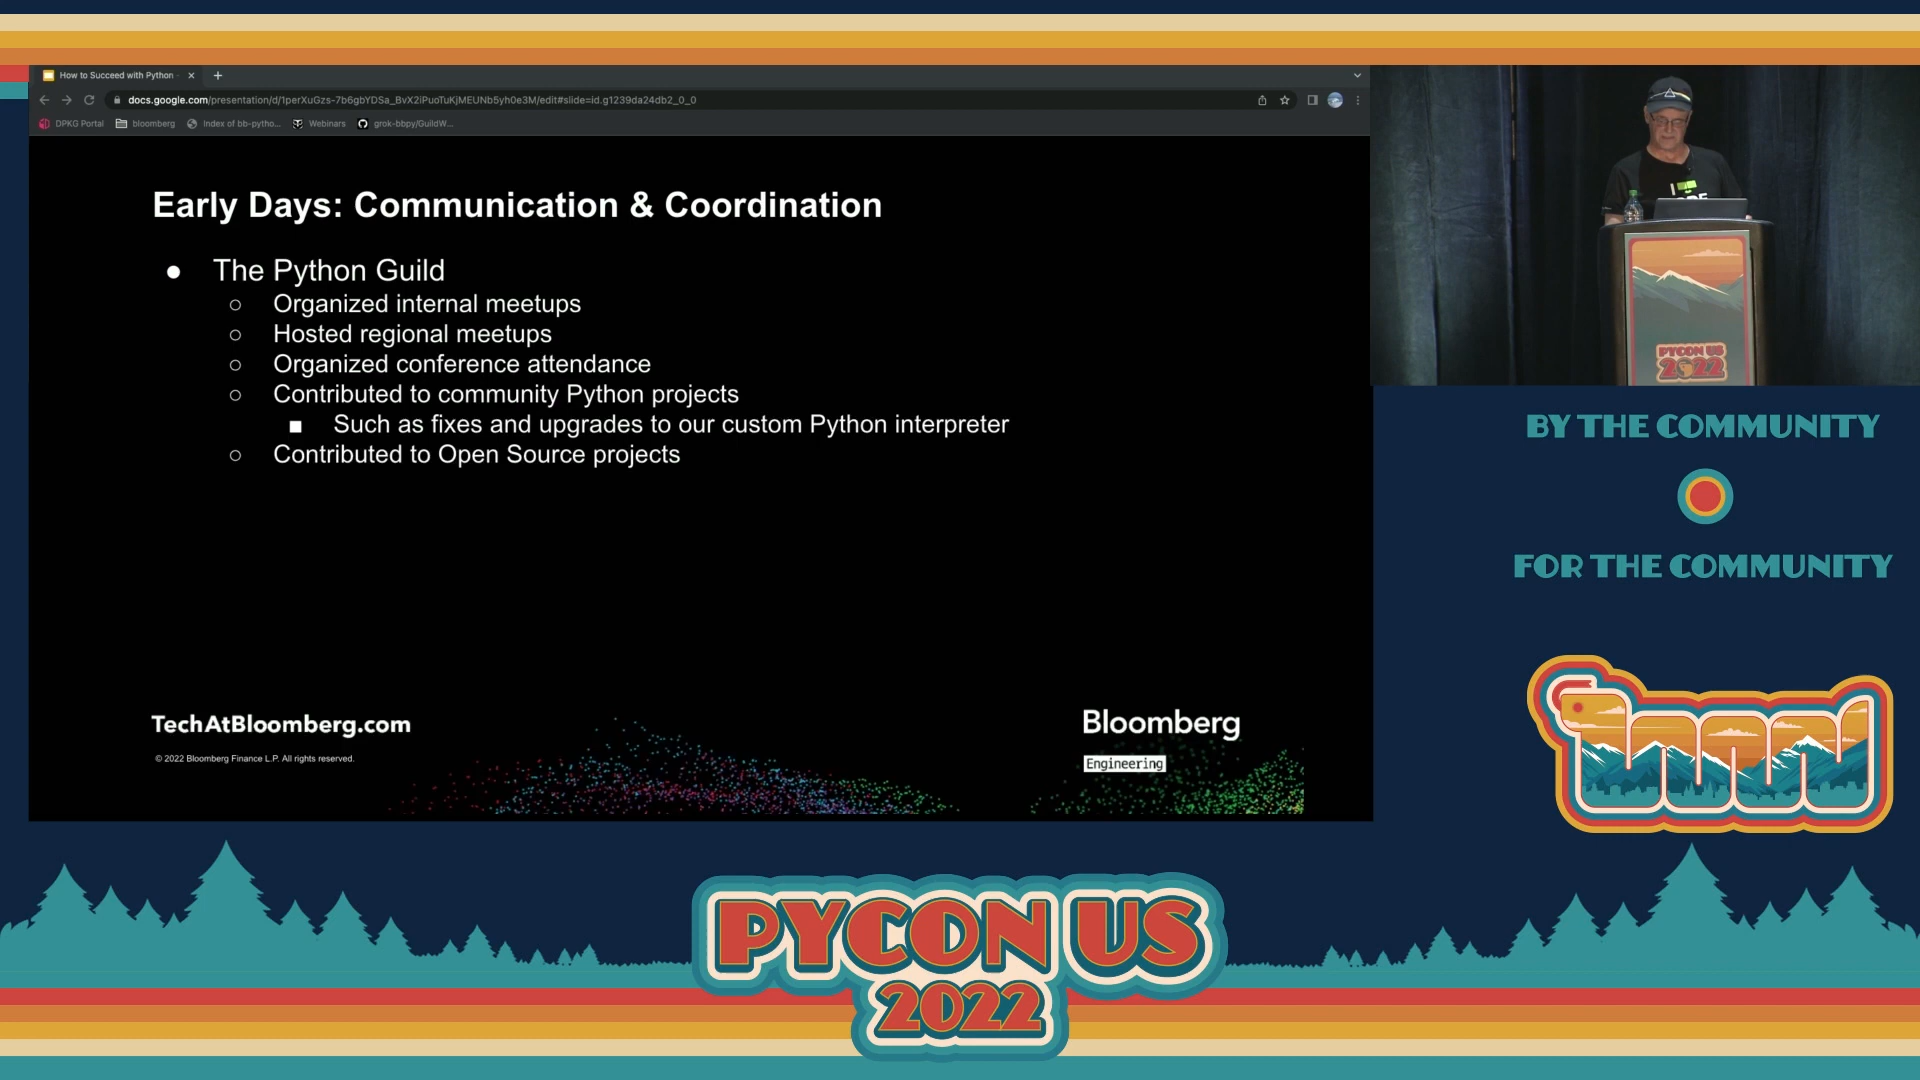 How to Succeed with Python
docs.google.com/presentation/d/1perXuGzs-7b6gbYDSa_BvX2iPuoTuKjMEUNb5yh0e3M/edit#slide=id.g1239da24db2_0_0
DPKG Portal
bloomberg
Index of bb-pytho...
Webinars
grok-bbpy/GuildW...
Early Days: Communication & Coordination
● The Python Guild
○ Organized internal meetups
○ Hosted regional meetups
○ Organized conference attendance
○ Contributed to community Python projects
■ Such as fixes and upgrades to our custom Python interpreter
○ Contributed to Open Source projects
TechAtBloomberg.com
© 2022 Bloomberg Finance L.P. All rights reserved.
Bloomberg
Engineering
PYCON US
2022
BY THE COMMUNITY
FOR THE COMMUNITY
PYCON US
2022